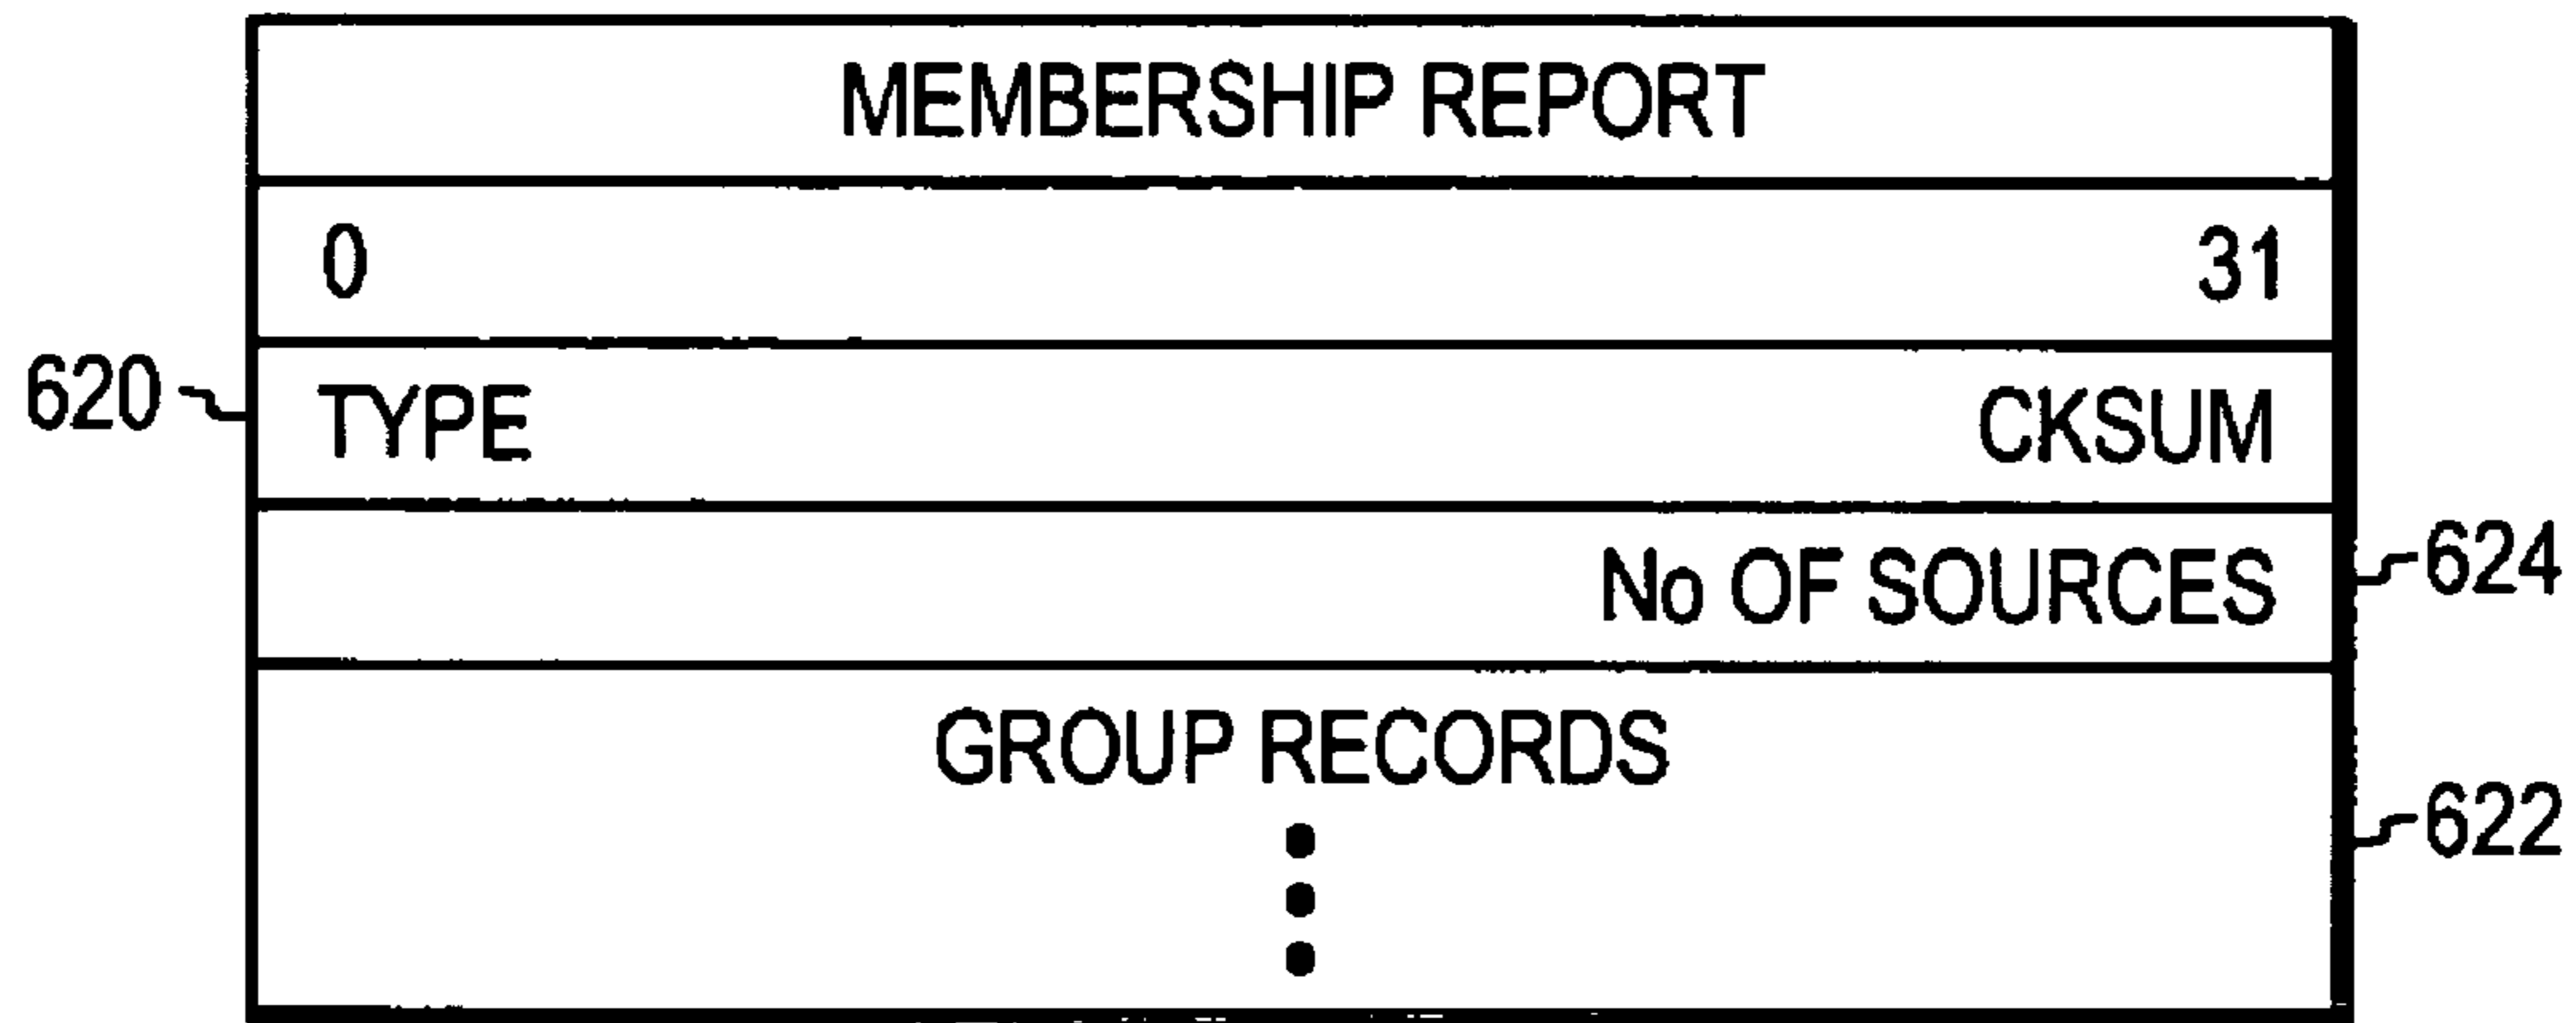 MEMBERSHIP REPORT
0 31
620 TYPE CKSUM
No OF SOURCES 624
GROUP RECORDS
622